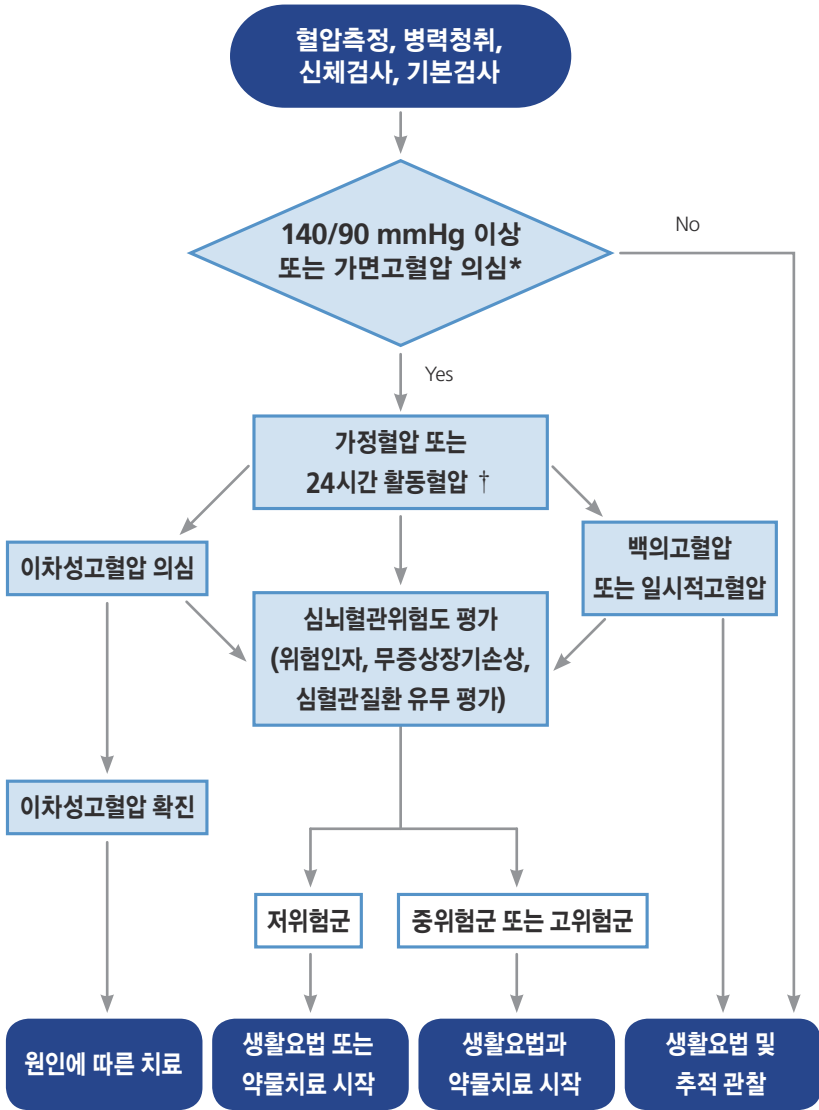 혈압측정, 병력청취,
신체검사, 기본검사
140/90 mmHg 이상
또는 가면고혈압 의심*
No
Yes
가정혈압 또는
24시간 활동혈압 †
이차성고혈압 의심
백의고혈압
또는 일시적고혈압
심뇌혈관위험도 평가
(위험인자, 무증상장기손상,
심혈관질환 유무 평가)
이차성고혈압 확진
저위험군
중위험군 또는 고위험군
원인에 따른 치료
생활요법 또는
약물치료 시작
생활요법과
약물치료 시작
생활요법 및
추적 관찰